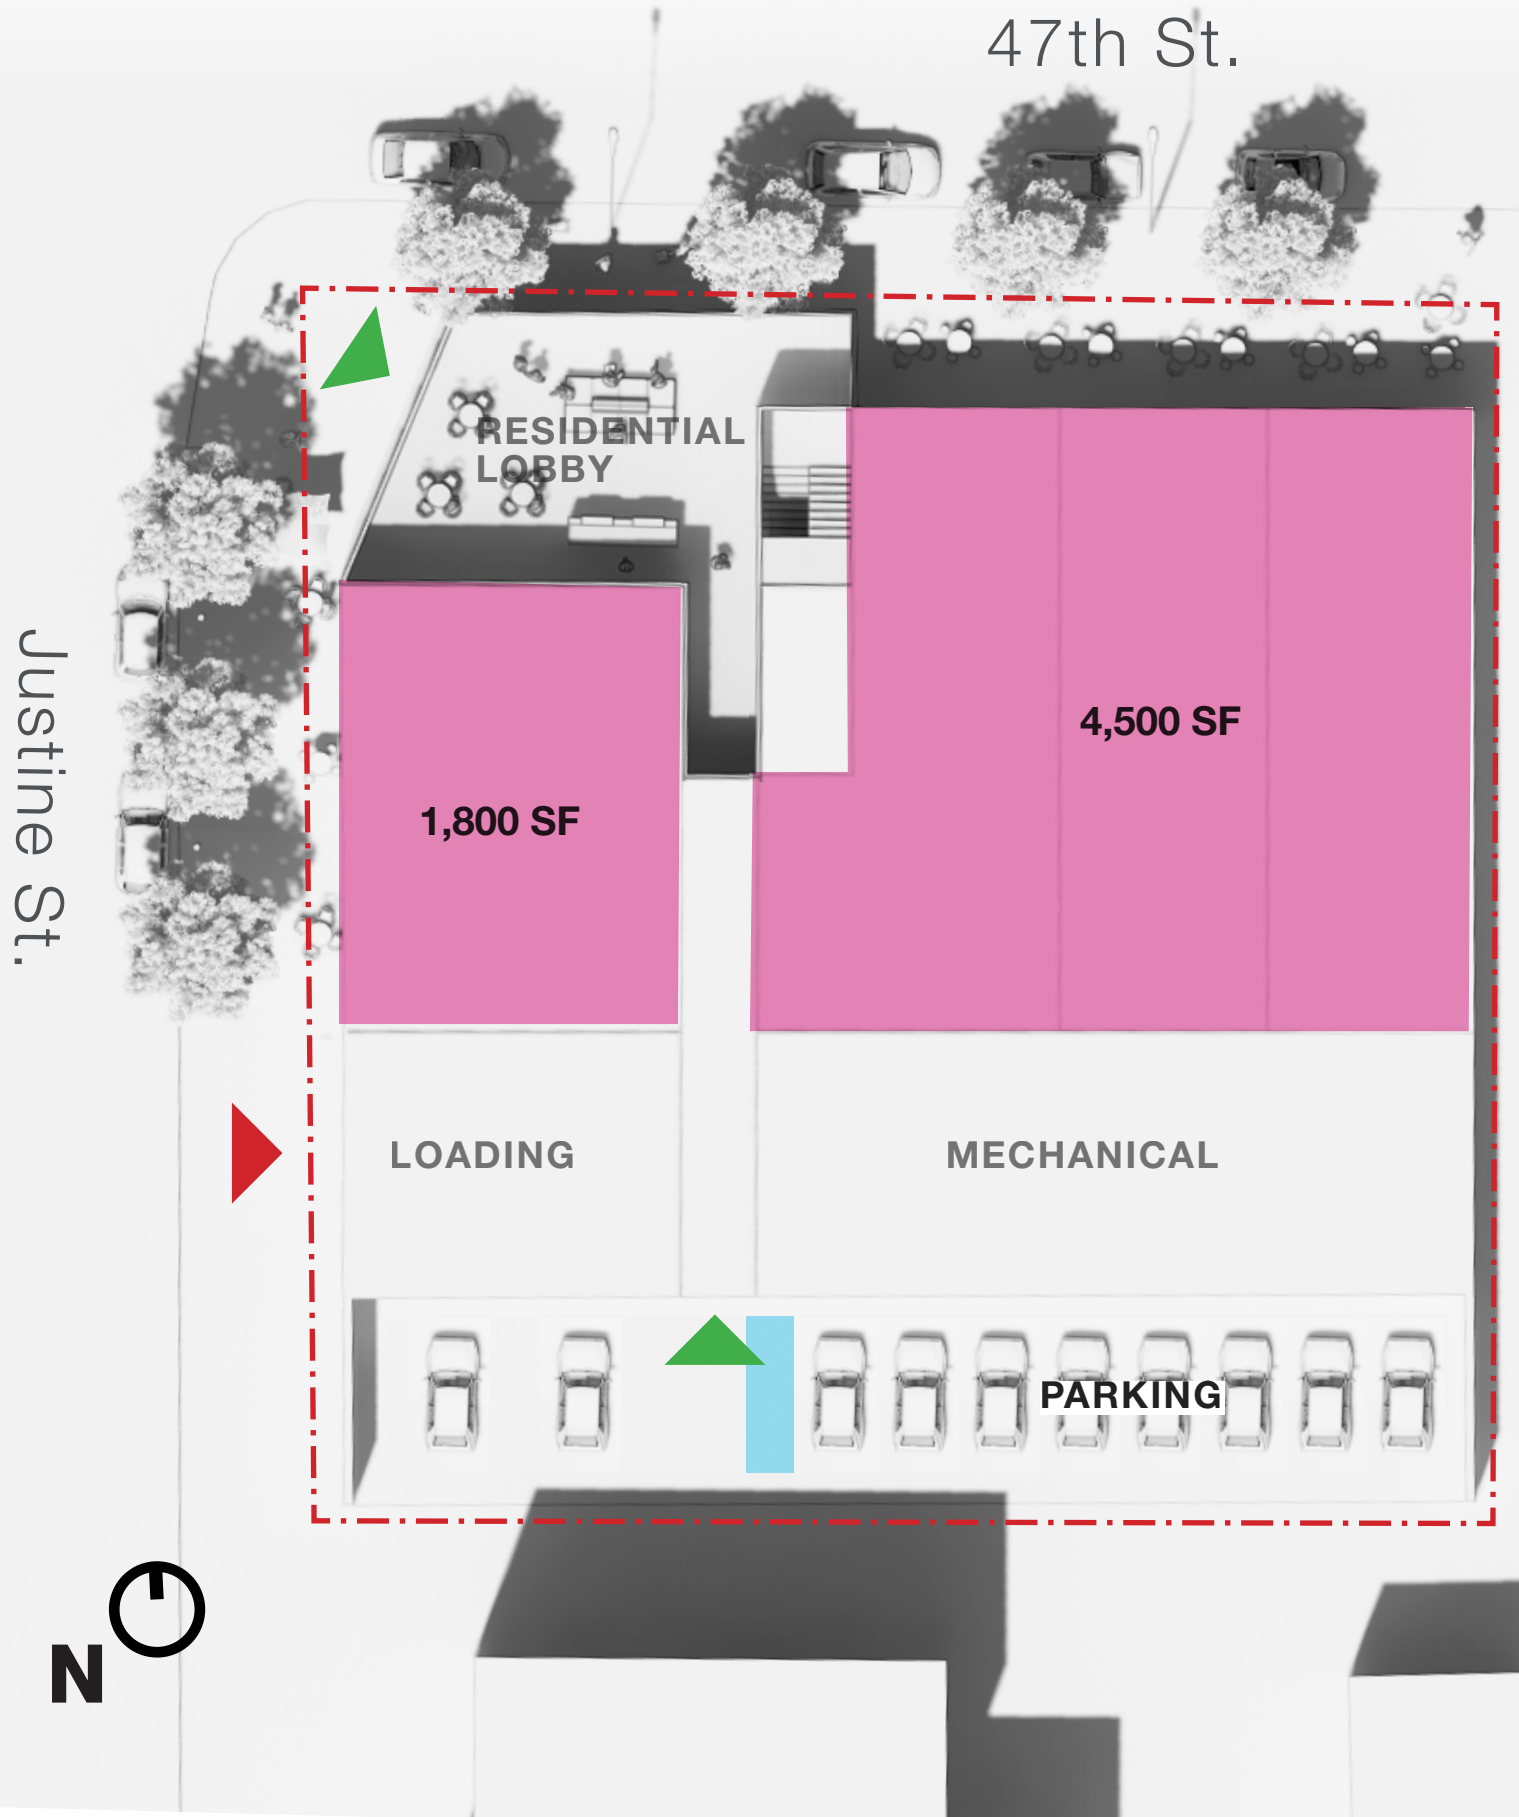 47th St.
RESIDENTIAL
LOBBY
Justine St.
4,500 SF
1,800 SF
LOADING
MECHANICAL
PARKING
N